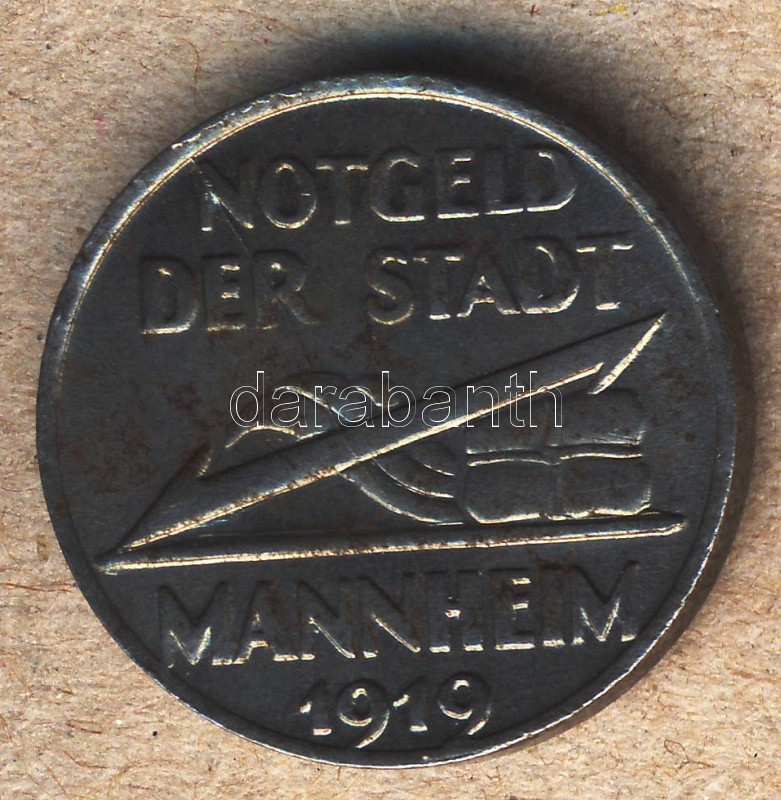 NOTGELD
DER STADT
darabanth
MANNHEIM
1919